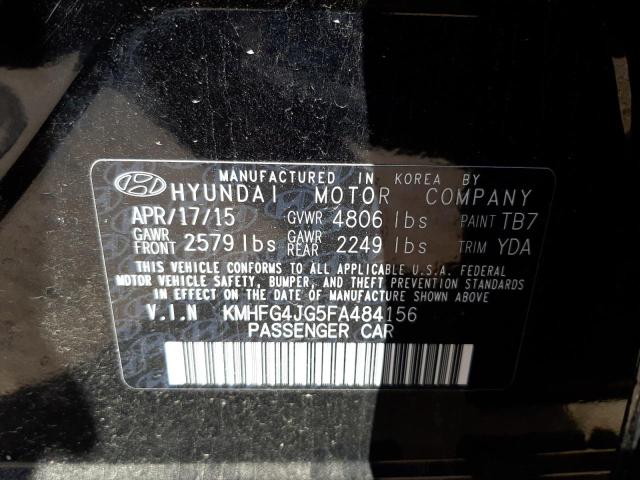 MANUFACTURED IN KOREA BY
HYUNDAI MOTOR COMPANY
APR/17/15 GVWR 4806 lbs PAINT TB7
GAWR FRONT 2579 lbs GAWR REAR 2249 lbs TRIM YDA
THIS VEHICLE CONFORMS TO ALL APPLICABLE U.S.A. FEDERAL
MOTOR VEHICLE SAFETY, BUMPER, AND THEFT PREVENTION STANDARDS
IN EFFECT ON THE DATE OF MANUFACTURE SHOWN ABOVE.
V.I.N KMHFG4JG5FA484156
PASSENGER CAR